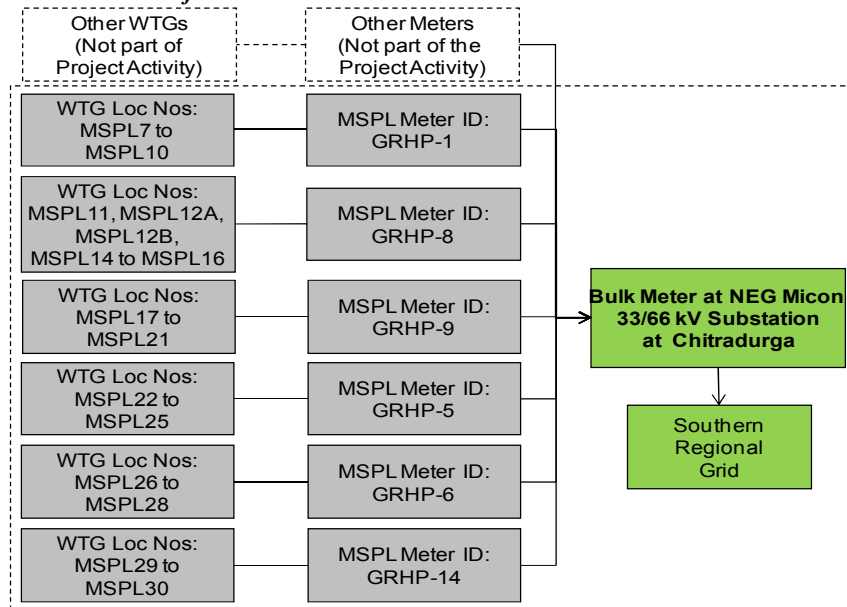 Other WTGs
(Not part of
Project Activity)
Other Meters
(Not part of the
Project Activity)
WTG Loc Nos:
MSPL7 to
MSPL10
MSPL Meter ID:
GRHP-1
WTG Loc Nos:
MSPL11, MSPL12A,
MSPL12B,
MSPL14 to MSPL16
MSPL Meter ID:
GRHP-8
WTG Loc Nos:
MSPL17 to
MSPL21
MSPL Meter ID:
GRHP-9
WTG Loc Nos:
MSPL22 to
MSPL25
MSPL Meter ID:
GRHP-5
WTG Loc Nos:
MSPL26 to
MSPL28
MSPL Meter ID:
GRHP-6
WTG Loc Nos:
MSPL29 to
MSPL30
MSPL Meter ID:
GRHP-14
Bulk Meter at NEG Micon
33/66 kV Substation
at Chitradurga
Southern
Regional
Grid